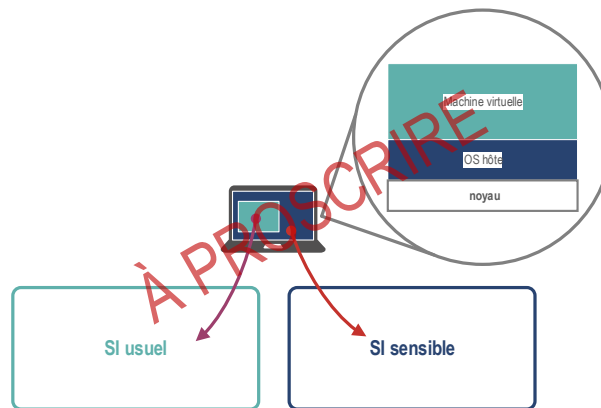 Machine virtuelle
OS hôte
noyau
À PROSCRIRE
SI usuel
SI sensible